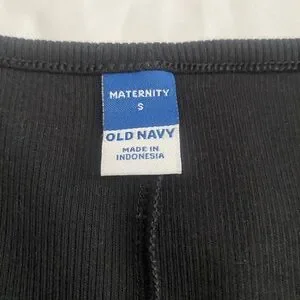 MATERNITY
S
OLD NAVY
MADE IN
INDONESIA